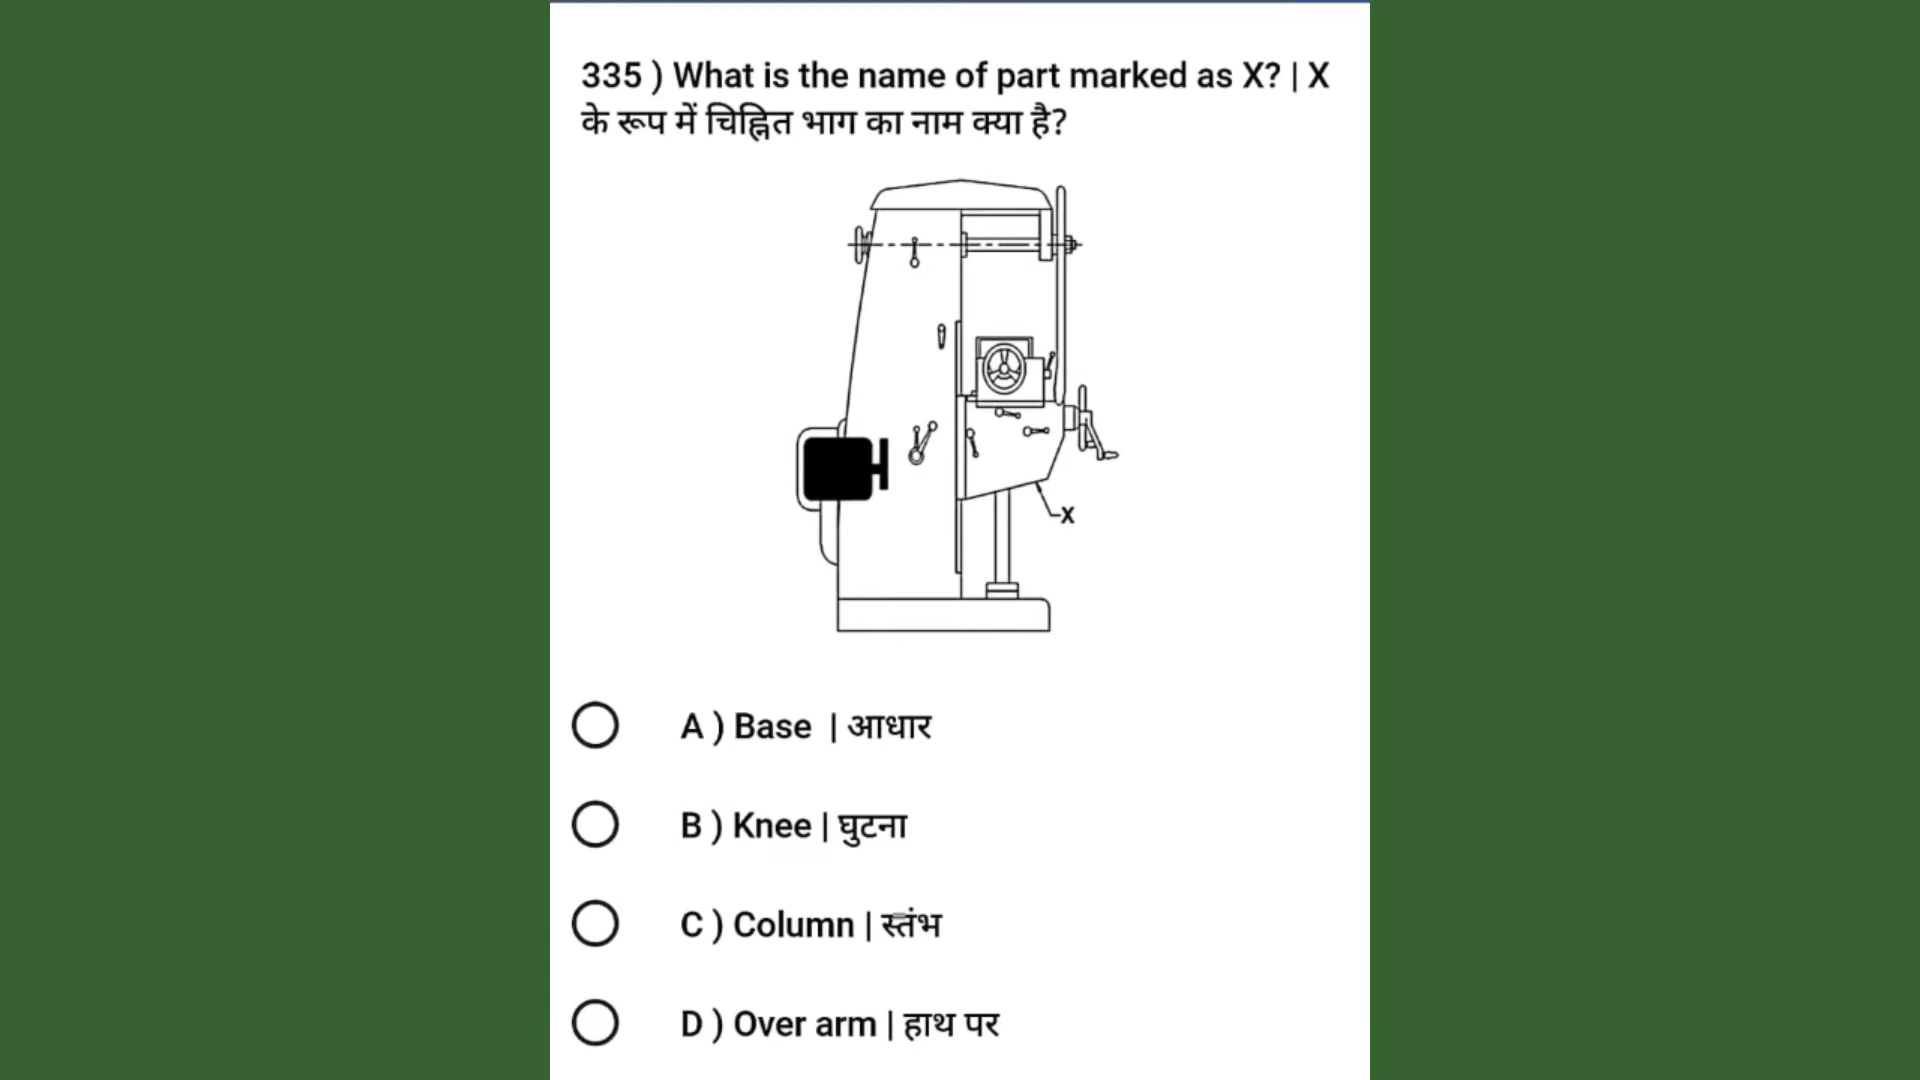 335 ) What is the name of part marked as X? | X
के रूप में चिह्नित भाग का नाम क्या है?
X
A ) Base | आधार
B ) Knee | घुटना
C ) Column | स्तंभ
D ) Over arm | हाथ पर